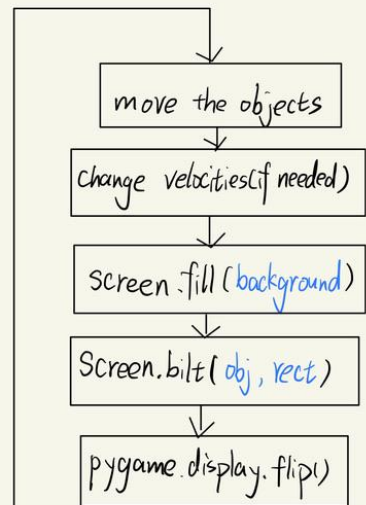 move the objects
change velocities(if needed)
screen.fill(background)
Screen.bilt(obj, rect)
pygame.display.flip()